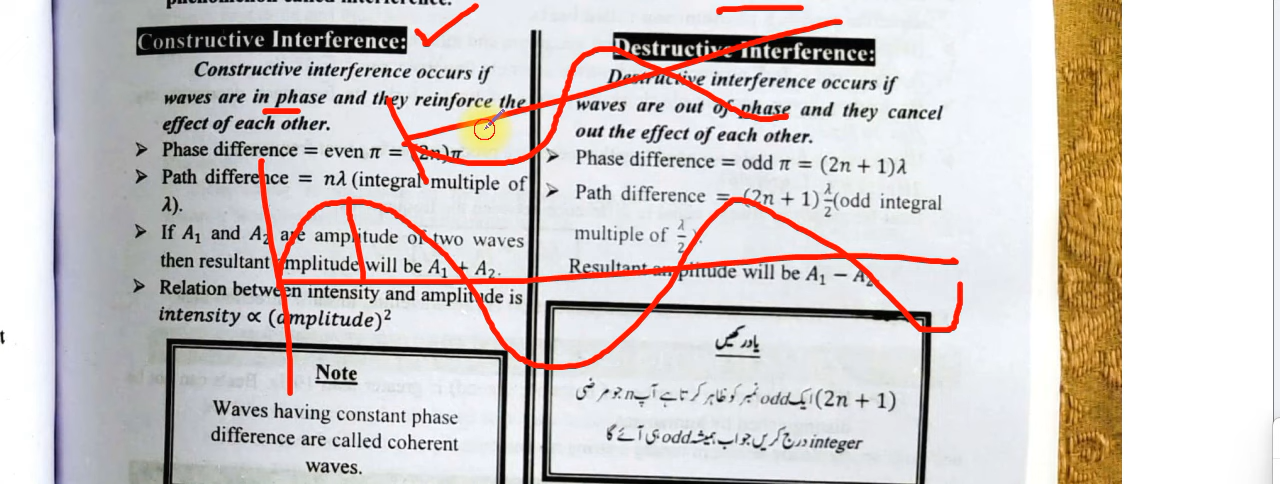 phenomenon called interference.
Constructive Interference:
Constructive interference occurs if
waves are in phase and they reinforce the
effect of each other.
➢ Phase difference = even π = (2n)π
➢ Path difference = nλ (integral multiple of
λ).
➢ If A₁ and A₂ are amplitude of two waves
then resultant amplitude will be A₁ + A₂.
➢ Relation between intensity and amplitude is
intensity ∝ (amplitude)²
Note
Waves having constant phase
difference are called coherent
waves.
Destructive Interference:
Destructive interference occurs if
waves are out of phase and they cancel
out the effect of each other.
➢ Phase difference = odd π = (2n + 1)λ
➢ Path difference = (2n + 1) λ/2 (odd integral
multiple of λ/2).
Resultant amplitude will be A₁ − A₂
یاد رکھیں
(2n + 1) ایک odd نمبر کو ظاہر کرتا ہے آپ n جو مرضی
integer درج کریں جواب ہمیشہ odd ہی آئے گا